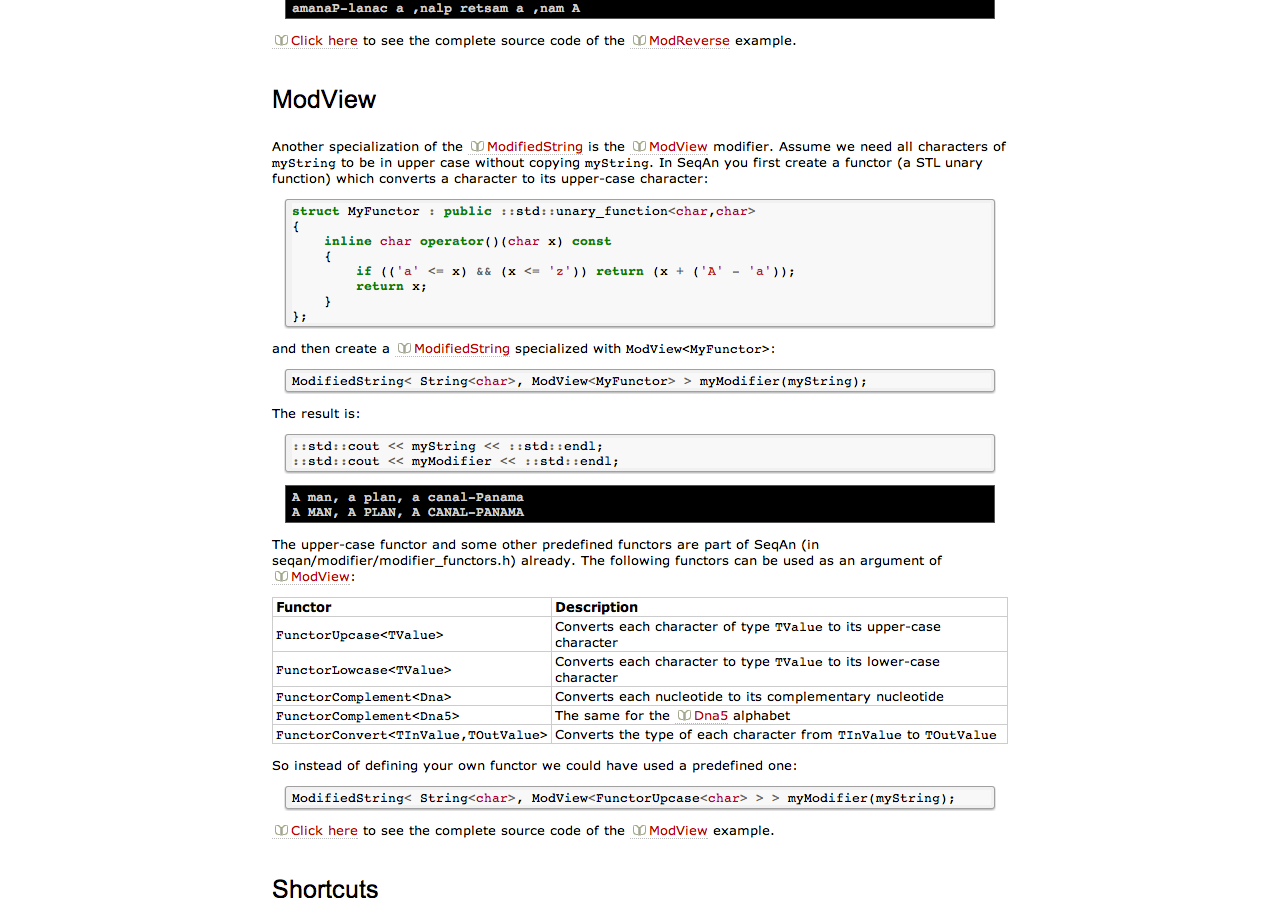 amanaP-lanac a ,nalp retsam a ,nam A
Click here to see the complete source code of the ModReverse example.
ModView
Another specialization of the ModifiedString is the ModView modifier. Assume we need all characters of
myString to be in upper case without copying myString. In SeqAn you first create a functor (a STL unary
function) which converts a character to its upper-case character:
struct MyFunctor : public ::std::unary_function<char,char>
{
    inline char operator()(char x) const
    {
        if (('a' <= x) && (x <= 'z')) return (x + ('A' - 'a'));
        return x;
    }
};
and then create a ModifiedString specialized with ModView<MyFunctor>:
ModifiedString< String<char>, ModView<MyFunctor> > myModifier(myString);
The result is:
::std::cout << myString << ::std::endl;
::std::cout << myModifier << ::std::endl;
A man, a plan, a canal-Panama
A MAN, A PLAN, A CANAL-PANAMA
The upper-case functor and some other predefined functors are part of SeqAn (in
seqan/modifier/modifier_functors.h) already. The following functors can be used as an argument of
ModView:
Functor Description
FunctorUpcase<TValue> Converts each character of type TValue to its upper-case
character
FunctorLowcase<TValue> Converts each character to type TValue to its lower-case
character
FunctorComplement<Dna> Converts each nucleotide to its complementary nucleotide
FunctorComplement<Dna5> The same for the Dna5 alphabet
FunctorConvert<TInValue,TOutValue> Converts the type of each character from TInValue to TOutValue
So instead of defining your own functor we could have used a predefined one:
ModifiedString< String<char>, ModView<FunctorUpcase<char> > > myModifier(myString);
Click here to see the complete source code of the ModView example.
Shortcuts